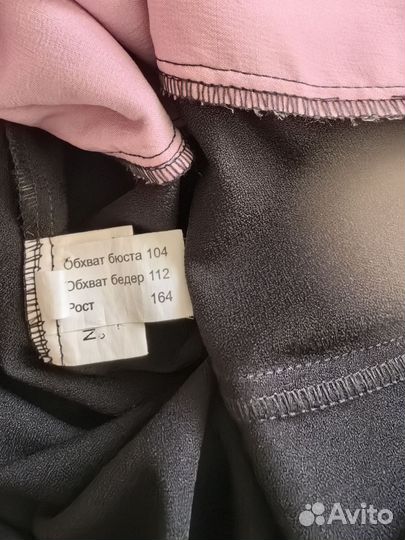 Обхват бюста 104
Обхват бедер 112
Рост 164
Avito